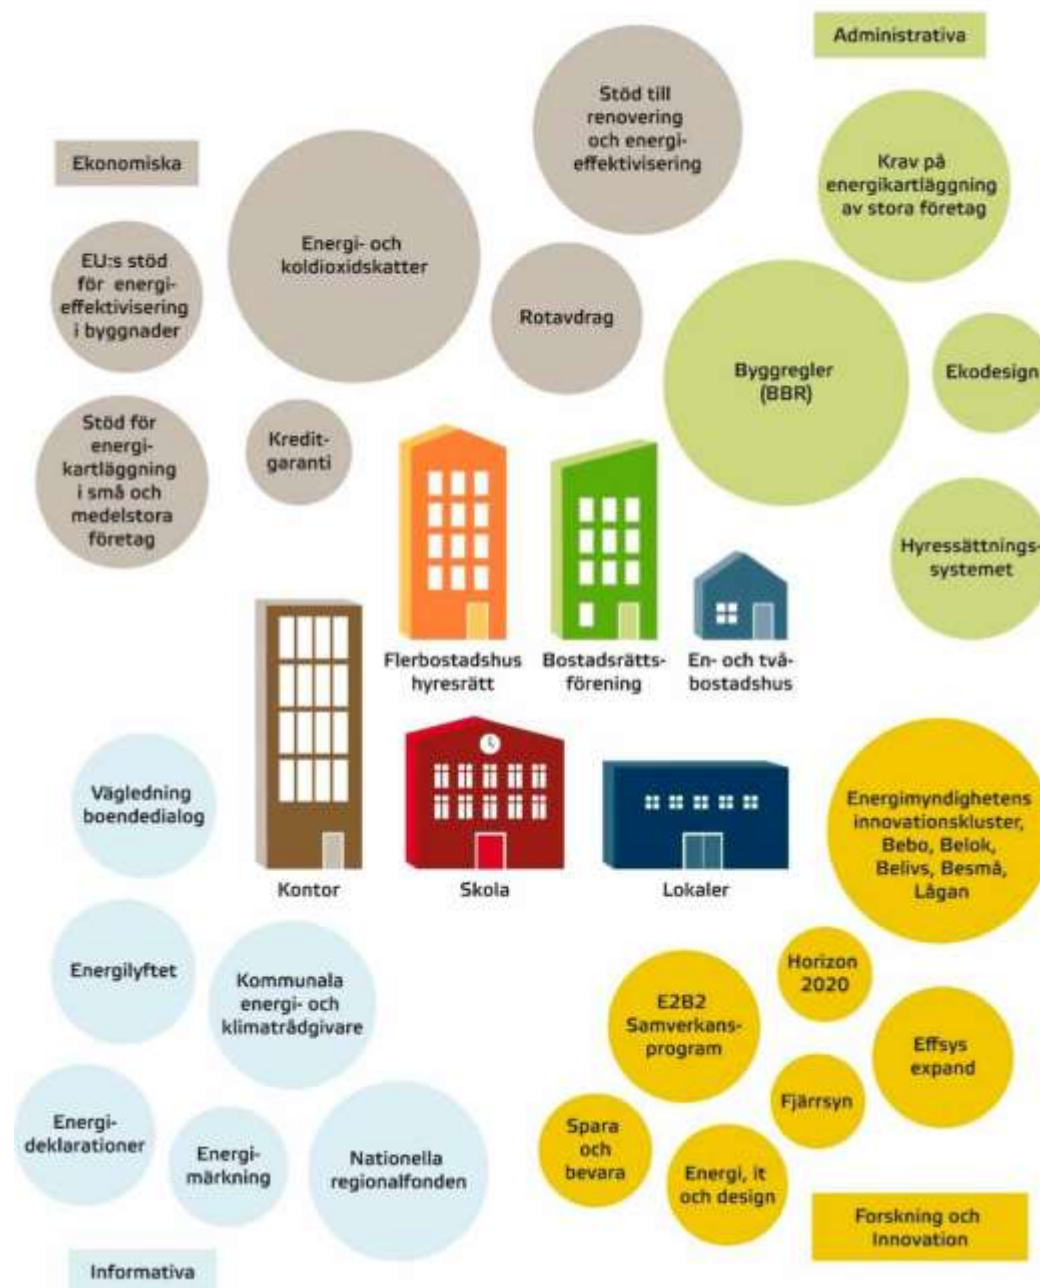 Administrativa
Stöd till
renovering
och energi-
effektivisering
Krav på
energikartläggning
av stora företag
Ekonomiska
Energi- och
koldioxidskatter
EU:s stöd
för energi-
effektivisering
i byggnader
Rotavdrag
Byggregler
(BBR)
Ekodesign
Stöd för
energi-
kartläggning
i små och
medelstora
företag
Kredit-
garanti
Hyressättnings-
systemet
Flerbostadshus
hyresrätt
Bostadsrätts-
förening
En- och två-
bostadshus
Vägledning
boendedialog
Energimyndighetens
innovationskluster,
Bebo, Belok,
Belivs, Besmå,
Lågan
Kontor
Skola
Lokaler
Energilyftet
Kommunala
energi- och
klimatrådgivare
Horizon
2020
E2B2
Samverkans-
program
Effsys
expand
Fjärrsyn
Energi-
deklarationer
Energi-
märkning
Nationella
regionalfonden
Spara
och
bevara
Energi, it
och design
Forskning och
Innovation
Informativa